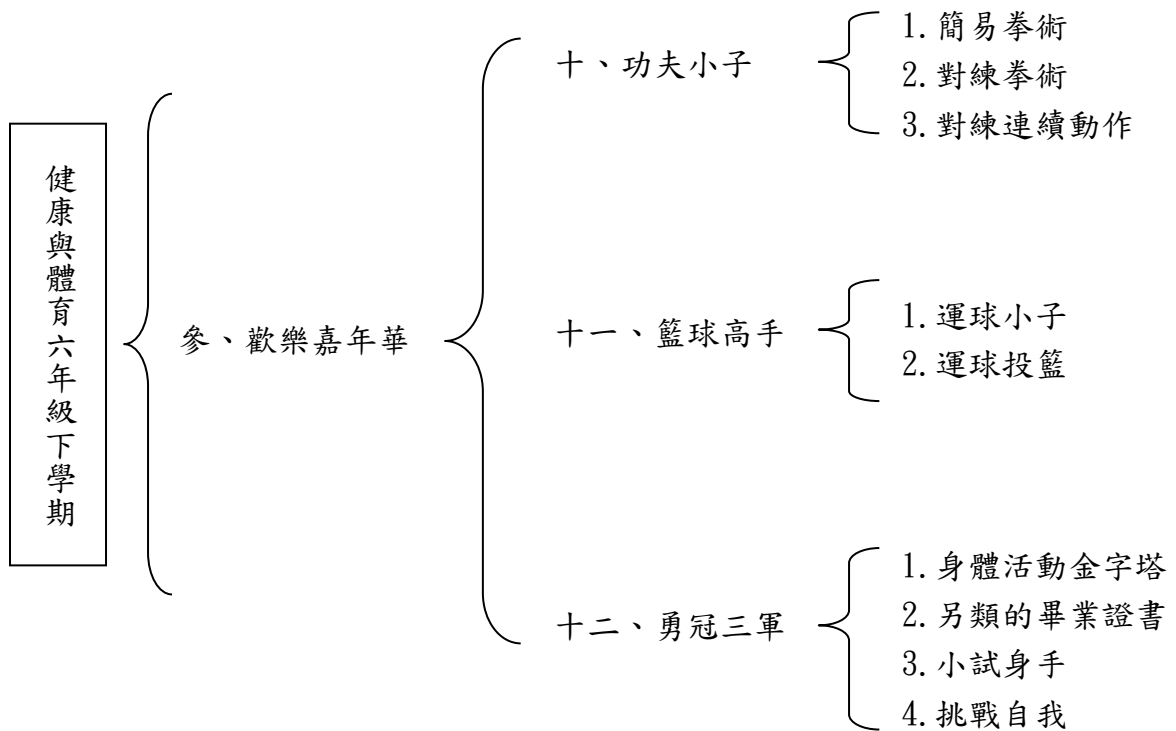 健康與體育六年級下學期
參、歡樂嘉年華
十、功夫小子
1.簡易拳術
2.對練拳術
3.對練連續動作
十一、籃球高手
1.運球小子
2.運球投籃
十二、勇冠三軍
1.身體活動金字塔
2.另類的畢業證書
3.小試身手
4.挑戰自我